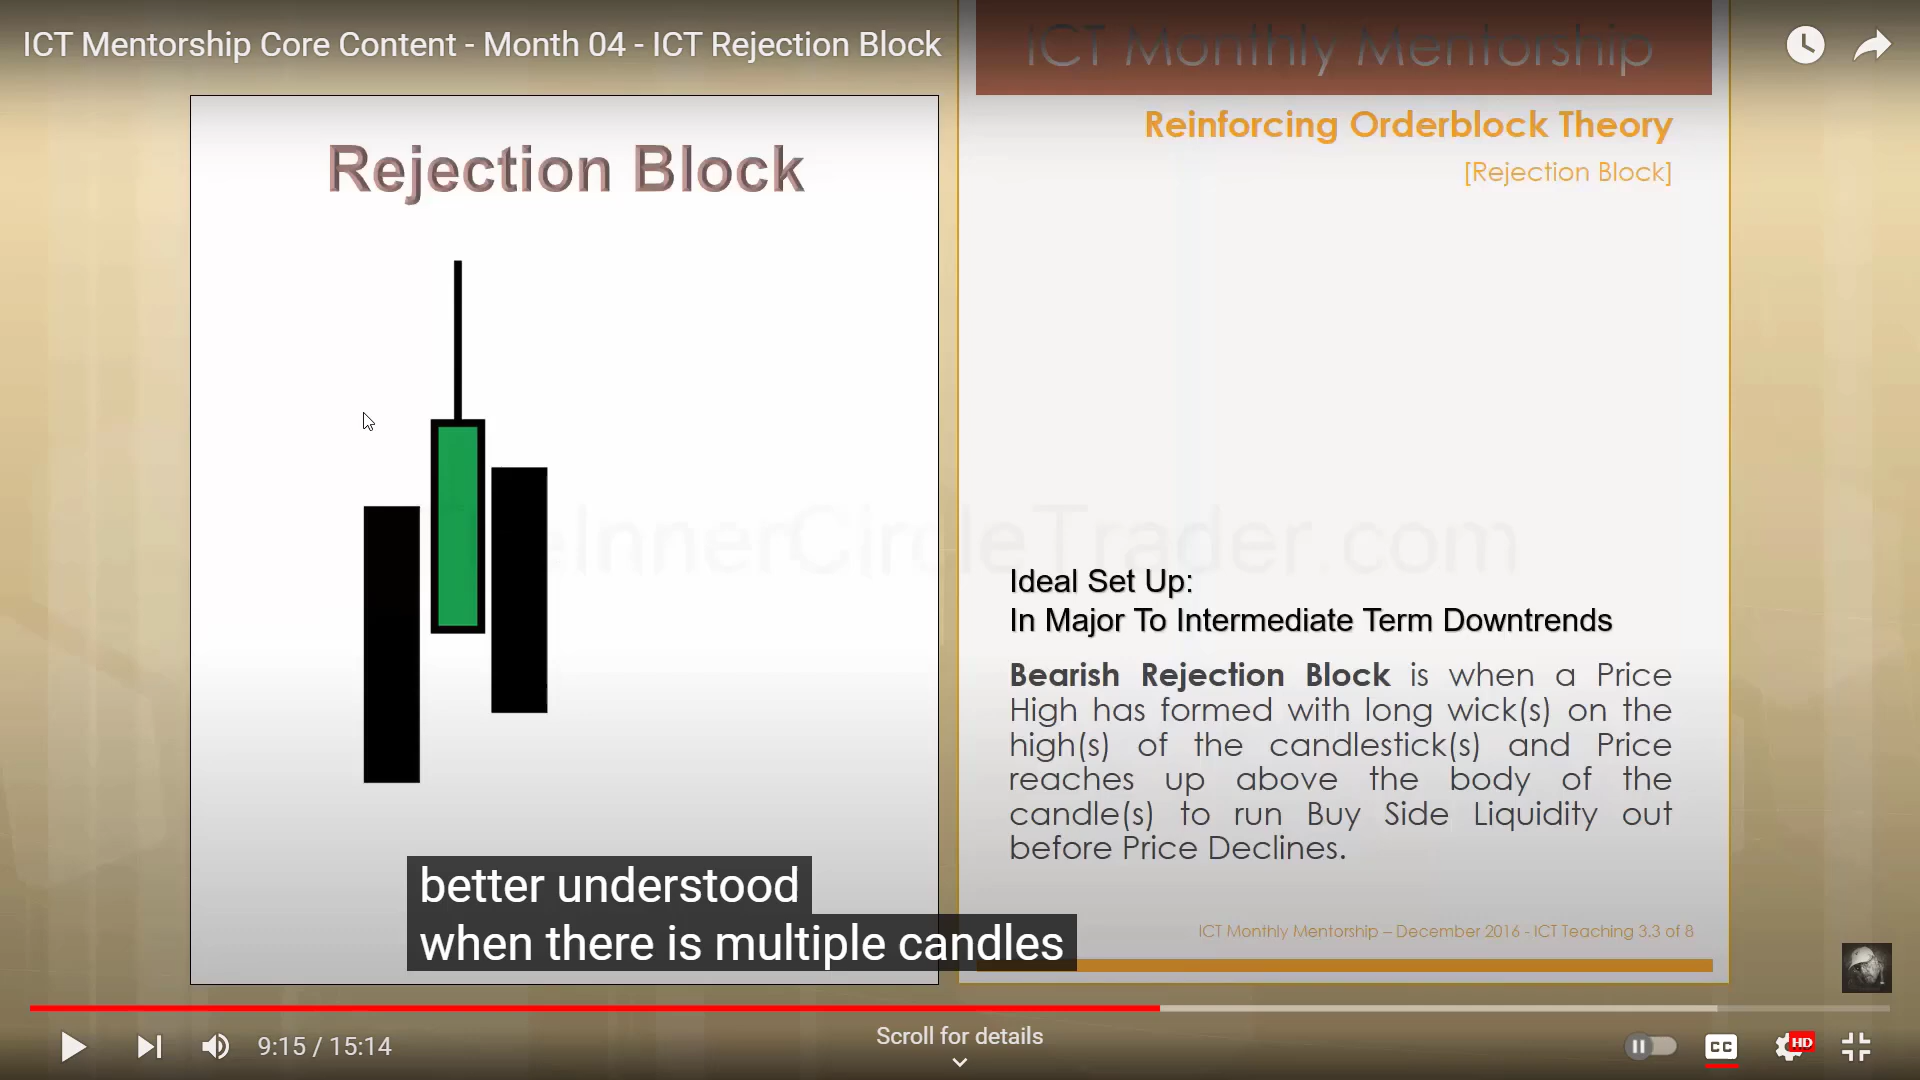 ICT Mentorship Core Content - Month 04 - ICT Rejection Block
ICT Monthly Mentorship
Reinforcing Orderblock Theory
[Rejection Block]
Rejection Block
InnerCircleTrader.com
Ideal Set Up:
In Major To Intermediate Term Downtrends
Bearish Rejection Block is when a Price
High has formed with long wick(s) on the
high(s) of the candlestick(s) and Price
reaches up above the body of the
candle(s) to run Buy Side Liquidity out
before Price Declines.
better understood
when there is multiple candles
ICT Monthly Mentorship – December 2016 - ICT Teaching 3.3 of 8
9:15 / 15:14
Scroll for details
CC
HD